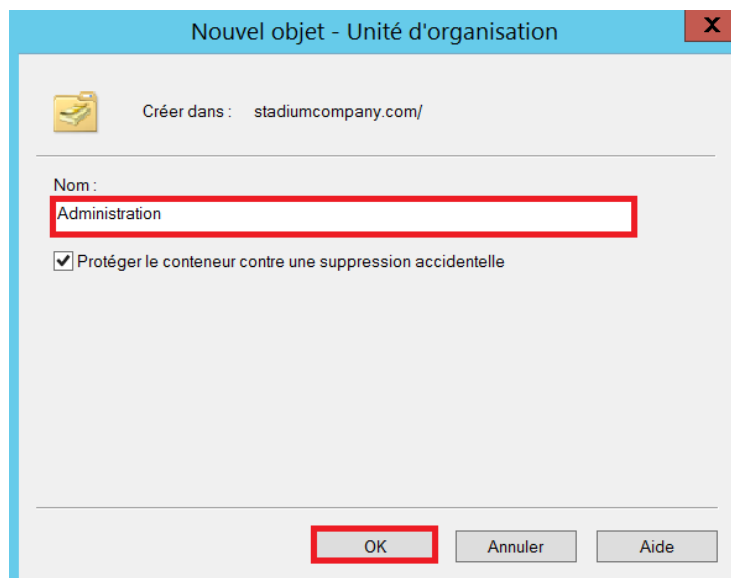 Nouvel objet - Unité d'organisation
X
Créer dans : stadiumcompany.com/
Nom :
Administration
Protéger le conteneur contre une suppression accidentelle
OK Annuler Aide